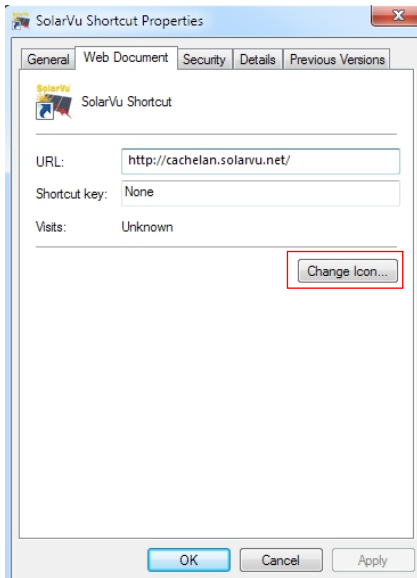 SolarVu Shortcut Properties
General Web Document Security Details Previous Versions
SolarVu
SolarVu Shortcut
URL: http://cachelan.solarvu.net/
Shortcut key: None
Visits: Unknown
Change Icon...
OK Cancel Apply